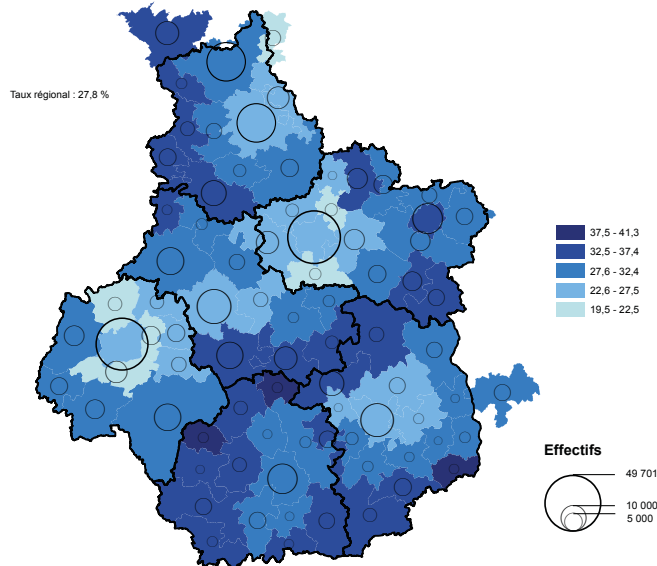 Taux régional : 27,8 %
37,5 - 41,3
32,5 - 37,4
27,6 - 32,4
22,6 - 27,5
19,5 - 22,5
Effectifs
49 701
10 000
5 000